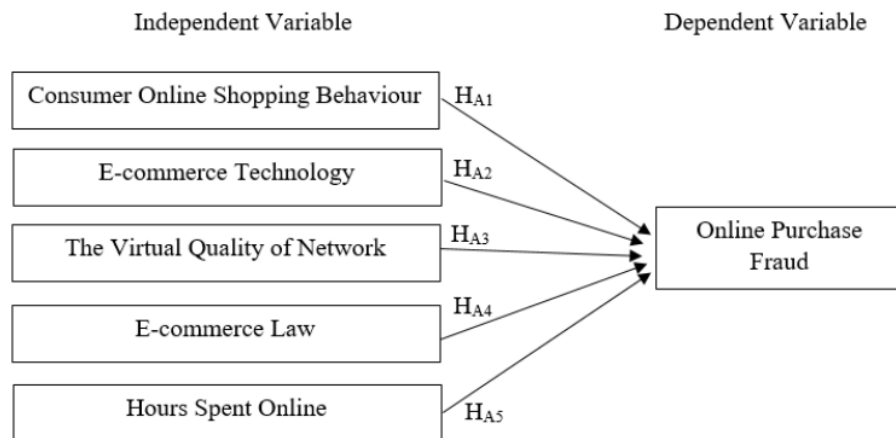 Independent Variable
Dependent Variable
Consumer Online Shopping Behaviour
HA1
E-commerce Technology
HA2
The Virtual Quality of Network
HA3
Online Purchase
Fraud
E-commerce Law
HA4
Hours Spent Online
HA5